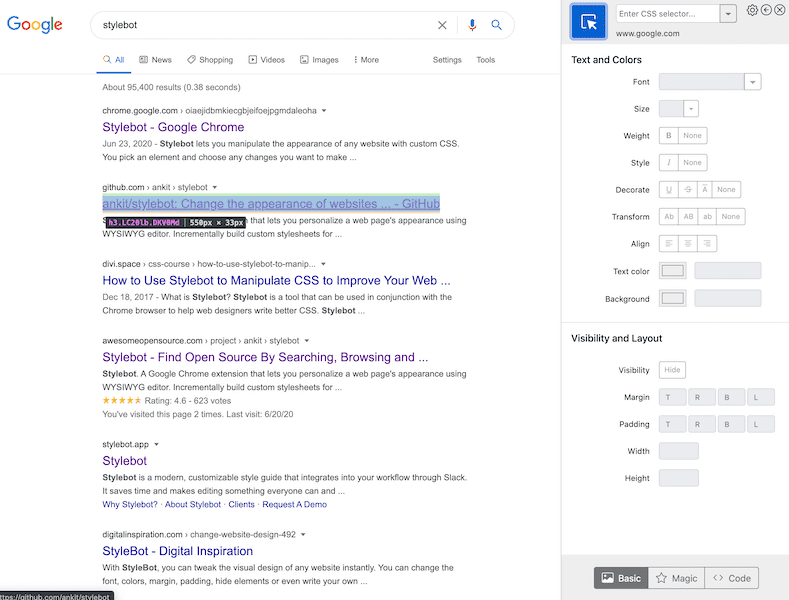 Google
stylebot
All
News
Shopping
Videos
Images
More
Settings
Tools
About 95,400 results (0.38 seconds)
chrome.google.com › oiaejidbmkiecgbjeifoejpgmdaleoha
Stylebot - Google Chrome
Jun 23, 2020 - Stylebot lets you manipulate the appearance of any website with custom CSS.
You pick an element and choose any changes you want to make ...
github.com › ankit › stylebot
ankit/stylebot: Change the appearance of websites ... - GitHub
h3.LC20lb.DKV0Md | 550px × 33px
that lets you personalize a web page's appearance using
WYSIWYG editor. Incrementally build custom stylesheets for ...
divi.space › css-course › how-to-use-stylebot-to-manip...
How to Use Stylebot to Manipulate CSS to Improve Your Web ...
Dec 18, 2017 - What is Stylebot? Stylebot is a tool that can be used in conjunction with the
Chrome browser to help web designers write better CSS. Stylebot ...
awesomeopensource.com › project › ankit › stylebot
Stylebot - Find Open Source By Searching, Browsing and ...
Stylebot. A Google Chrome extension that lets you personalize a web page's appearance using
WYSIWYG editor. Incrementally build custom stylesheets for ...
Rating: 4.6 - 623 votes
You've visited this page 2 times. Last visit: 6/20/20
stylebot.app
Stylebot
Stylebot is a modern, customizable style guide that integrates into your workflow through Slack.
It saves time and makes editing something everyone can and ...
Why Stylebot? · About Stylebot · Clients · Request A Demo
digitalinspiration.com › change-website-design-492
StyleBot - Digital Inspiration
With StyleBot, you can tweak the visual design of any website instantly. You can change the
font, colors, margin, padding, hide elements or even write your own ...
ttps://github.com/ankit/stylebot
Enter CSS selector...
www.google.com
Text and Colors
Font
Size
Weight B None
Style I None
Decorate U S A None
Transform Ab AB ab None
Align
Text color
Background
Visibility and Layout
Visibility Hide
Margin T R B L
Padding T R B L
Width
Height
Basic
Magic
Code